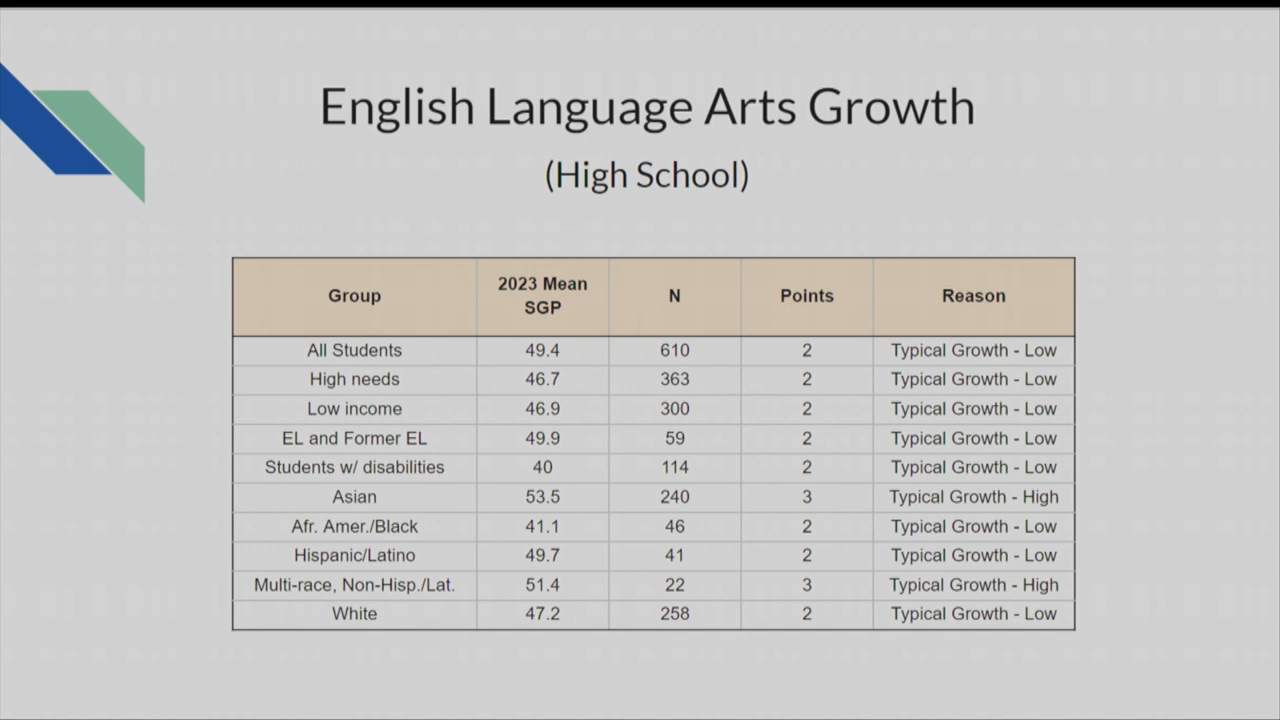 English Language Arts Growth
(High School)
Group 2023 Mean SGP N Points Reason
All Students 49.4 610 2 Typical Growth - Low
High needs 46.7 363 2 Typical Growth - Low
Low income 46.9 300 2 Typical Growth - Low
EL and Former EL 49.9 59 2 Typical Growth - Low
Students w/ disabilities 40 114 2 Typical Growth - Low
Asian 53.5 240 3 Typical Growth - High
Afr. Amer./Black 41.1 46 2 Typical Growth - Low
Hispanic/Latino 49.7 41 2 Typical Growth - Low
Multi-race, Non-Hisp./Lat. 51.4 22 3 Typical Growth - High
White 47.2 258 2 Typical Growth - Low